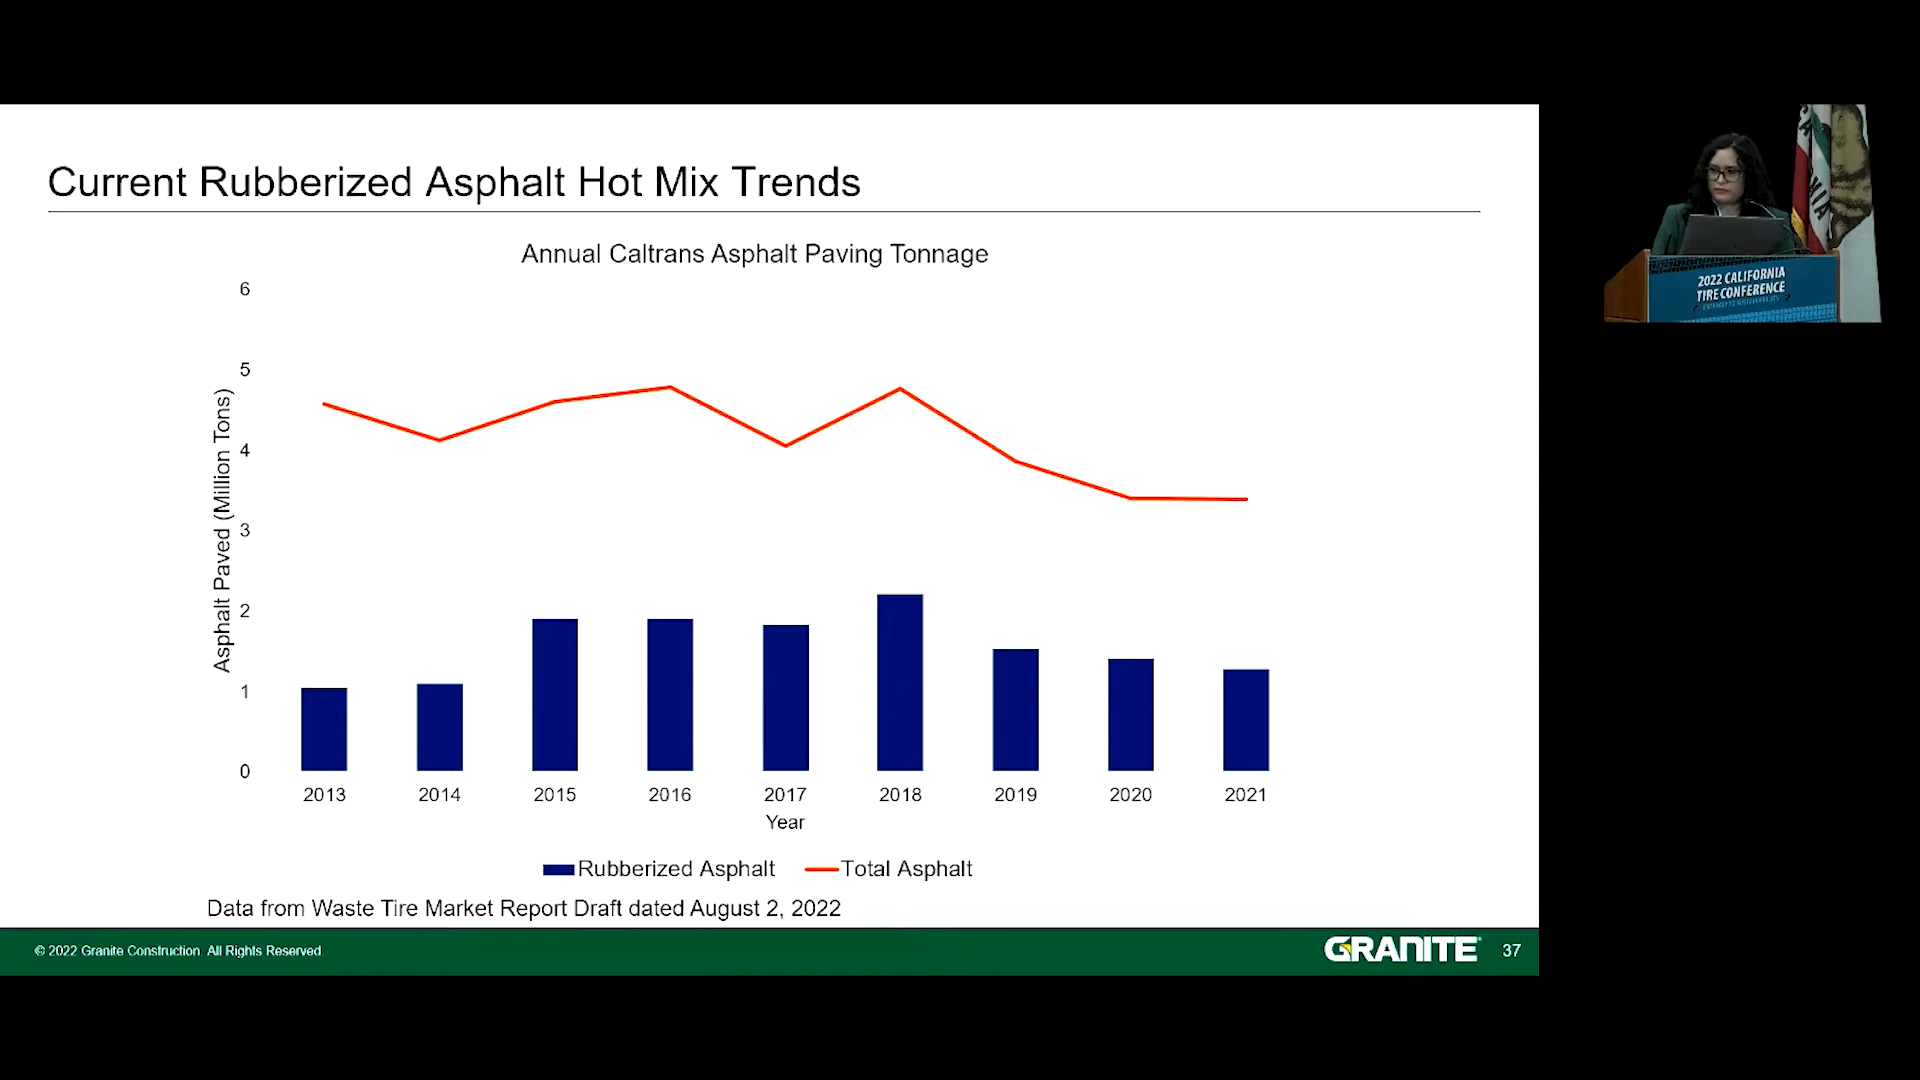 Current Rubberized Asphalt Hot Mix Trends
Annual Caltrans Asphalt Paving Tonnage
Asphalt Paved (Million Tons)
6
5
4
3
2
1
0
2013 2014 2015 2016 2017 2018 2019 2020 2021
Year
Rubberized Asphalt Total Asphalt
Data from Waste Tire Market Report Draft dated August 2, 2022
© 2022 Granite Construction. All Rights Reserved.
GRANITE
37
2022 CALIFORNIA
TIRE CONFERENCE